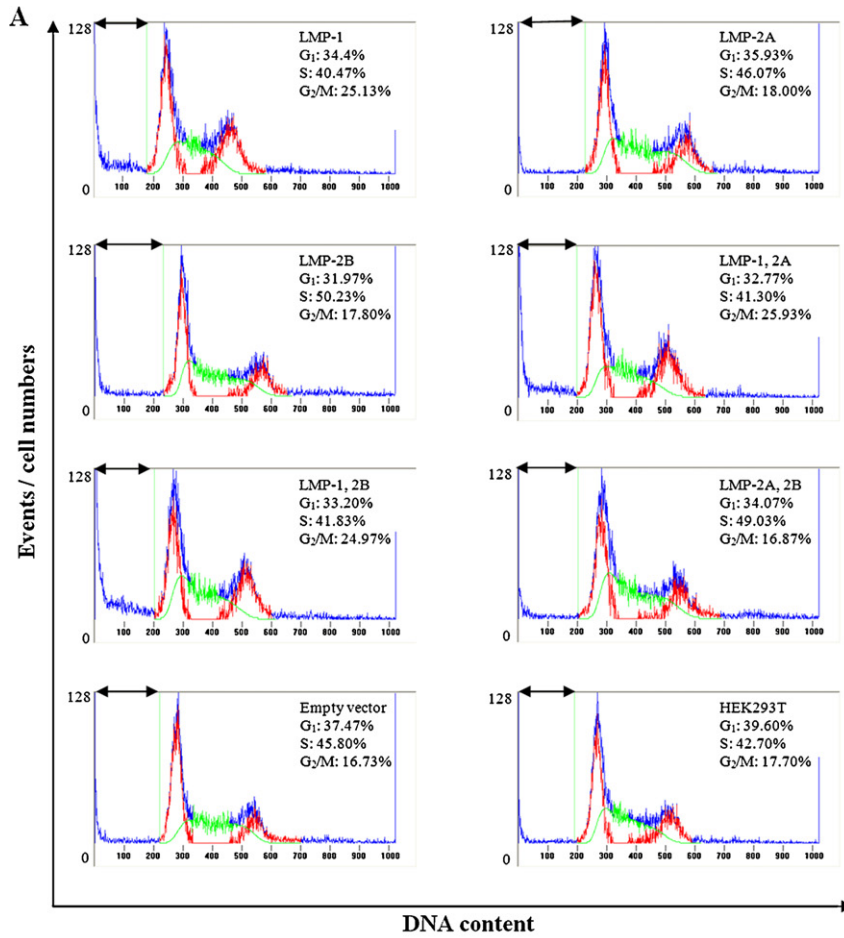 A
128
LMP-1
G₁: 34.4%
S: 40.47%
G₂/M: 25.13%
0
100 200 300 400 500 600 700 800 900 1000
128
LMP-2A
G₁: 35.93%
S: 46.07%
G₂/M: 18.00%
0
100 200 300 400 500 600 700 800 900 1000
128
LMP-2B
G₁: 31.97%
S: 50.23%
G₂/M: 17.80%
0
100 200 300 400 500 600 700 800 900 1000
128
LMP-1, 2A
G₁: 32.77%
S: 41.30%
G₂/M: 25.93%
0
100 200 300 400 500 600 700 800 900 1000
128
LMP-1, 2B
G₁: 33.20%
S: 41.83%
G₂/M: 24.97%
0
100 200 300 400 500 600 700 800 900 1000
128
LMP-2A, 2B
G₁: 34.07%
S: 49.03%
G₂/M: 16.87%
0
100 200 300 400 500 600 700 800 900 1000
128
Empty vector
G₁: 37.47%
S: 45.80%
G₂/M: 16.73%
0
100 200 300 400 500 600 700 800 900 1000
128
HEK293T
G₁: 39.60%
S: 42.70%
G₂/M: 17.70%
0
100 200 300 400 500 600 700 800 900 1000
Events / cell numbers
DNA content